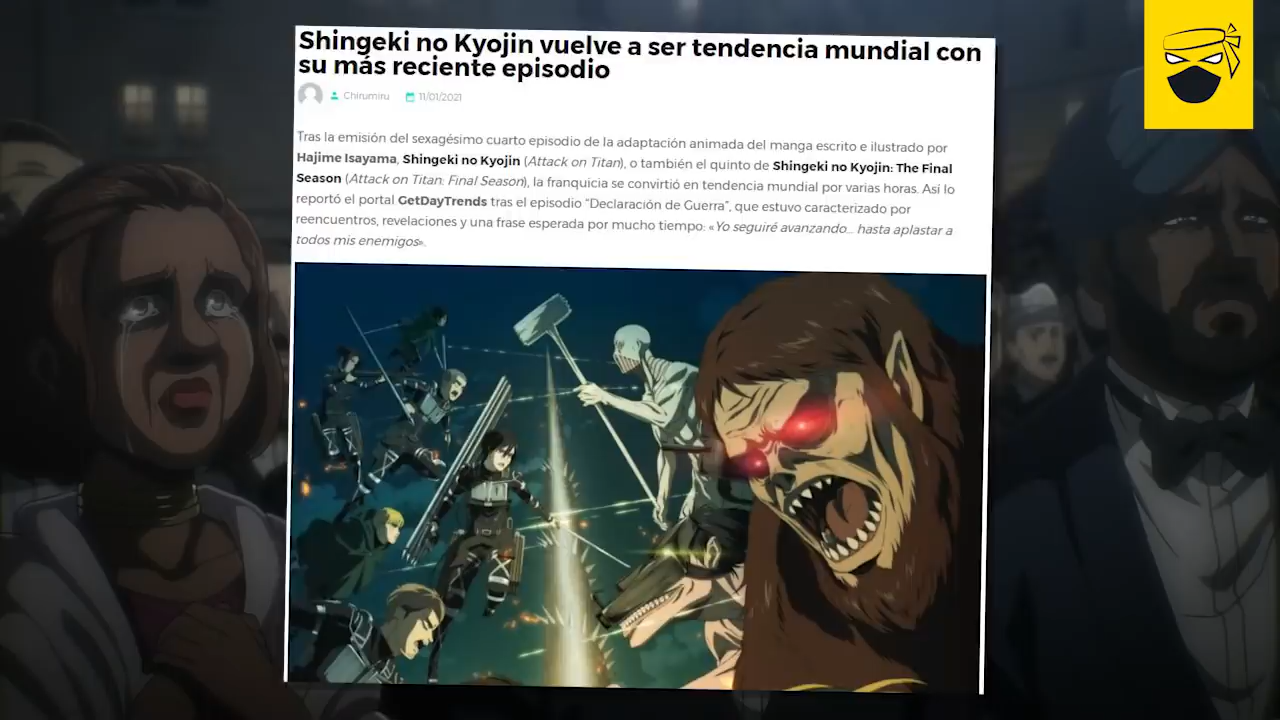 Shingeki no Kyojin vuelve a ser tendencia mundial con
su más reciente episodio
Chirumiru 11/01/2021
Tras la emisión del sexagésimo cuarto episodio de la adaptación animada del manga escrito e ilustrado por
Hajime Isayama, Shingeki no Kyojin (Attack on Titan), o también el quinto de Shingeki no Kyojin: The Final
Season (Attack on Titan: Final Season), la franquicia se convirtió en tendencia mundial por varias horas. Así lo
reportó el portal GetDayTrends tras el episodio “Declaración de Guerra”, que estuvo caracterizado por
reencuentros, revelaciones y una frase esperada por mucho tiempo: «Yo seguiré avanzando... hasta aplastar a
todos mis enemigos».